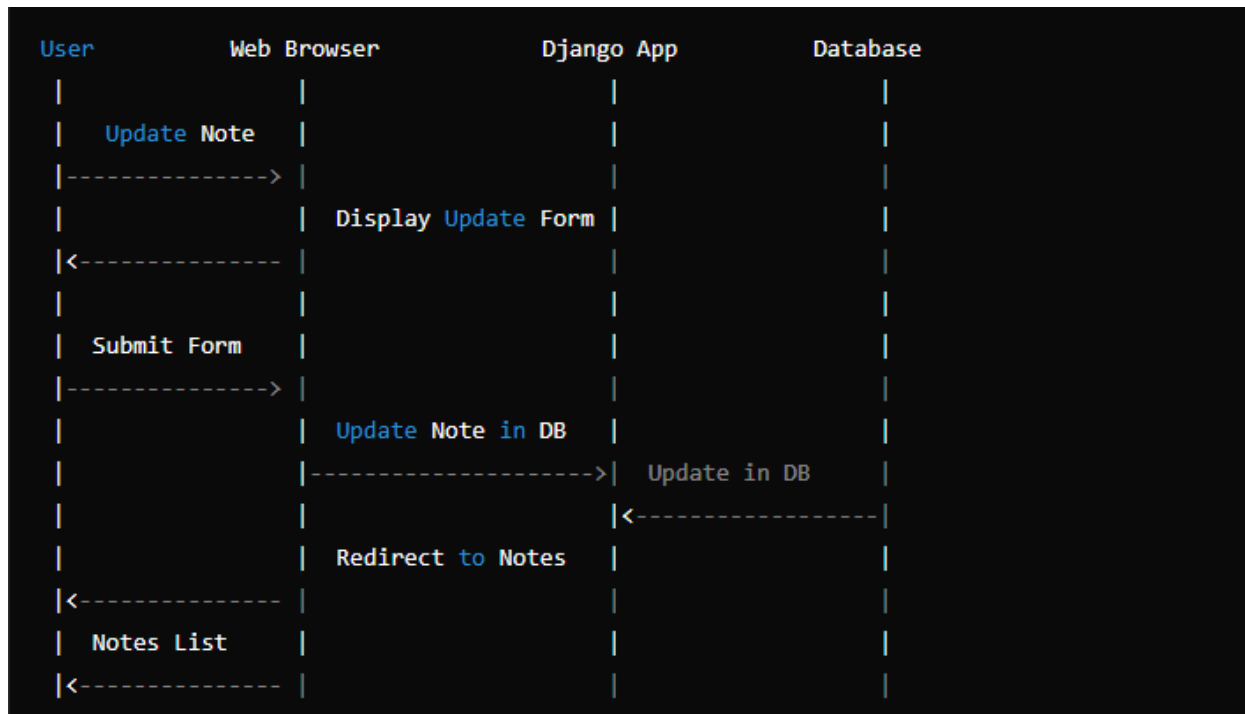 User Web Browser Django App Database
| | | |
| Update Note | | |
|---------------> | | |
| | Display Update Form | |
|<--------------- | | |
| | | |
| Submit Form | | |
|---------------> | | |
| | Update Note in DB | |
| |--------------------->| Update in DB |
| | |<------------------|
| | Redirect to Notes | |
|<--------------- | | |
| Notes List | | |
|<--------------- | | |